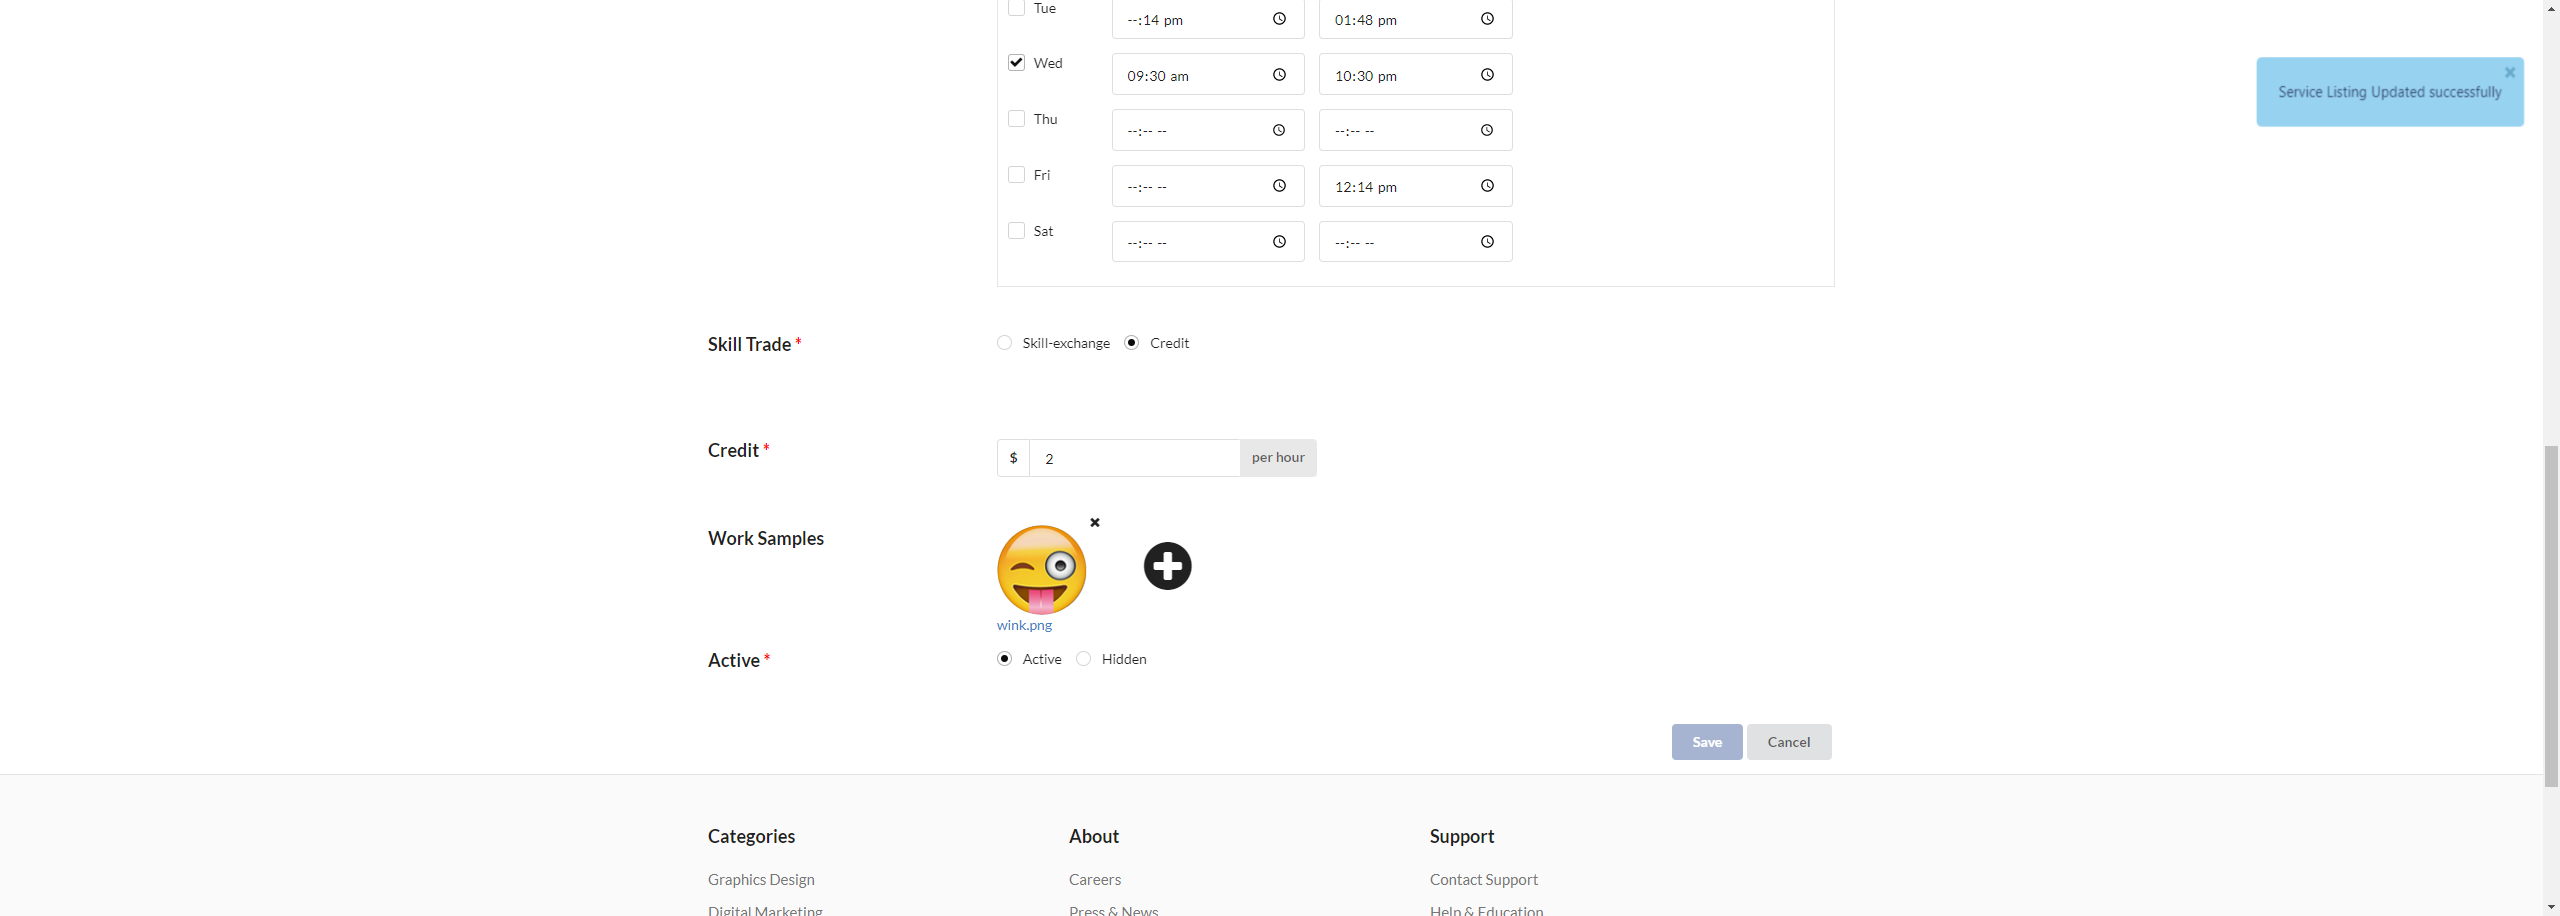 Tue --:14 pm 01:48 pm
Wed 09:30 am 10:30 pm
Service Listing Updated successfully
Thu --:-- -- --:-- --
Fri --:-- -- 12:14 pm
Sat --:-- -- --:-- --
Skill Trade * Skill-exchange Credit
Credit * $ 2 per hour
Work Samples
wink.png
Active * Active Hidden
Save Cancel
Categories About Support
Graphics Design Careers Contact Support
Digital Marketing Press & News Help & Education